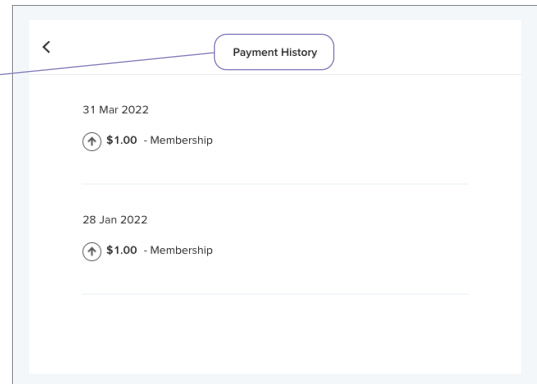 Payment History
31 Mar 2022
$1.00 - Membership
28 Jan 2022
$1.00 - Membership